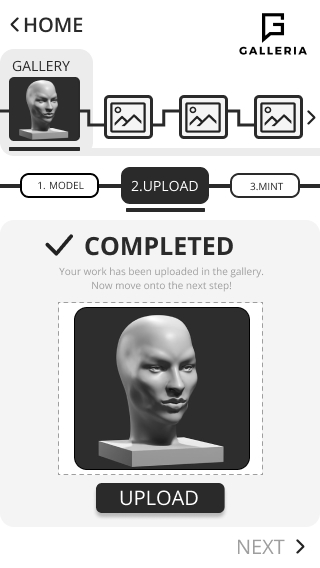 HOME
GALLERIA
GALLERY
1. MODEL
2.UPLOAD
3.MINT
COMPLETED
Your work has been uploaded in the gallery.
Now move onto the next step!
UPLOAD
NEXT